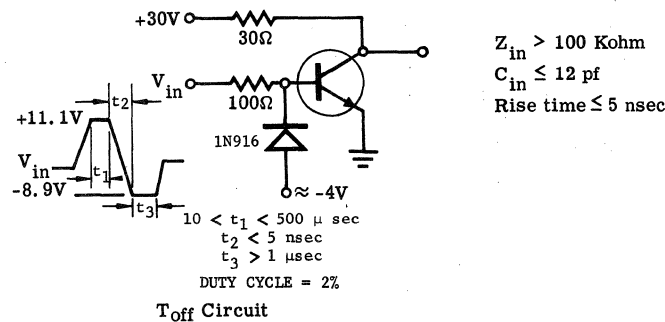 +30V
30Ω
Z_in > 100 Kohm
C_in ≤ 12 pf
Rise time ≤ 5 nsec
V_in
100Ω
t_2
+11.1V
1N916
V_in
t_1
-8.9V
t_3
≈ -4V
10 < t_1 < 500 μ sec
t_2 < 5 nsec
t_3 > 1 μsec
DUTY CYCLE = 2%
Toff Circuit